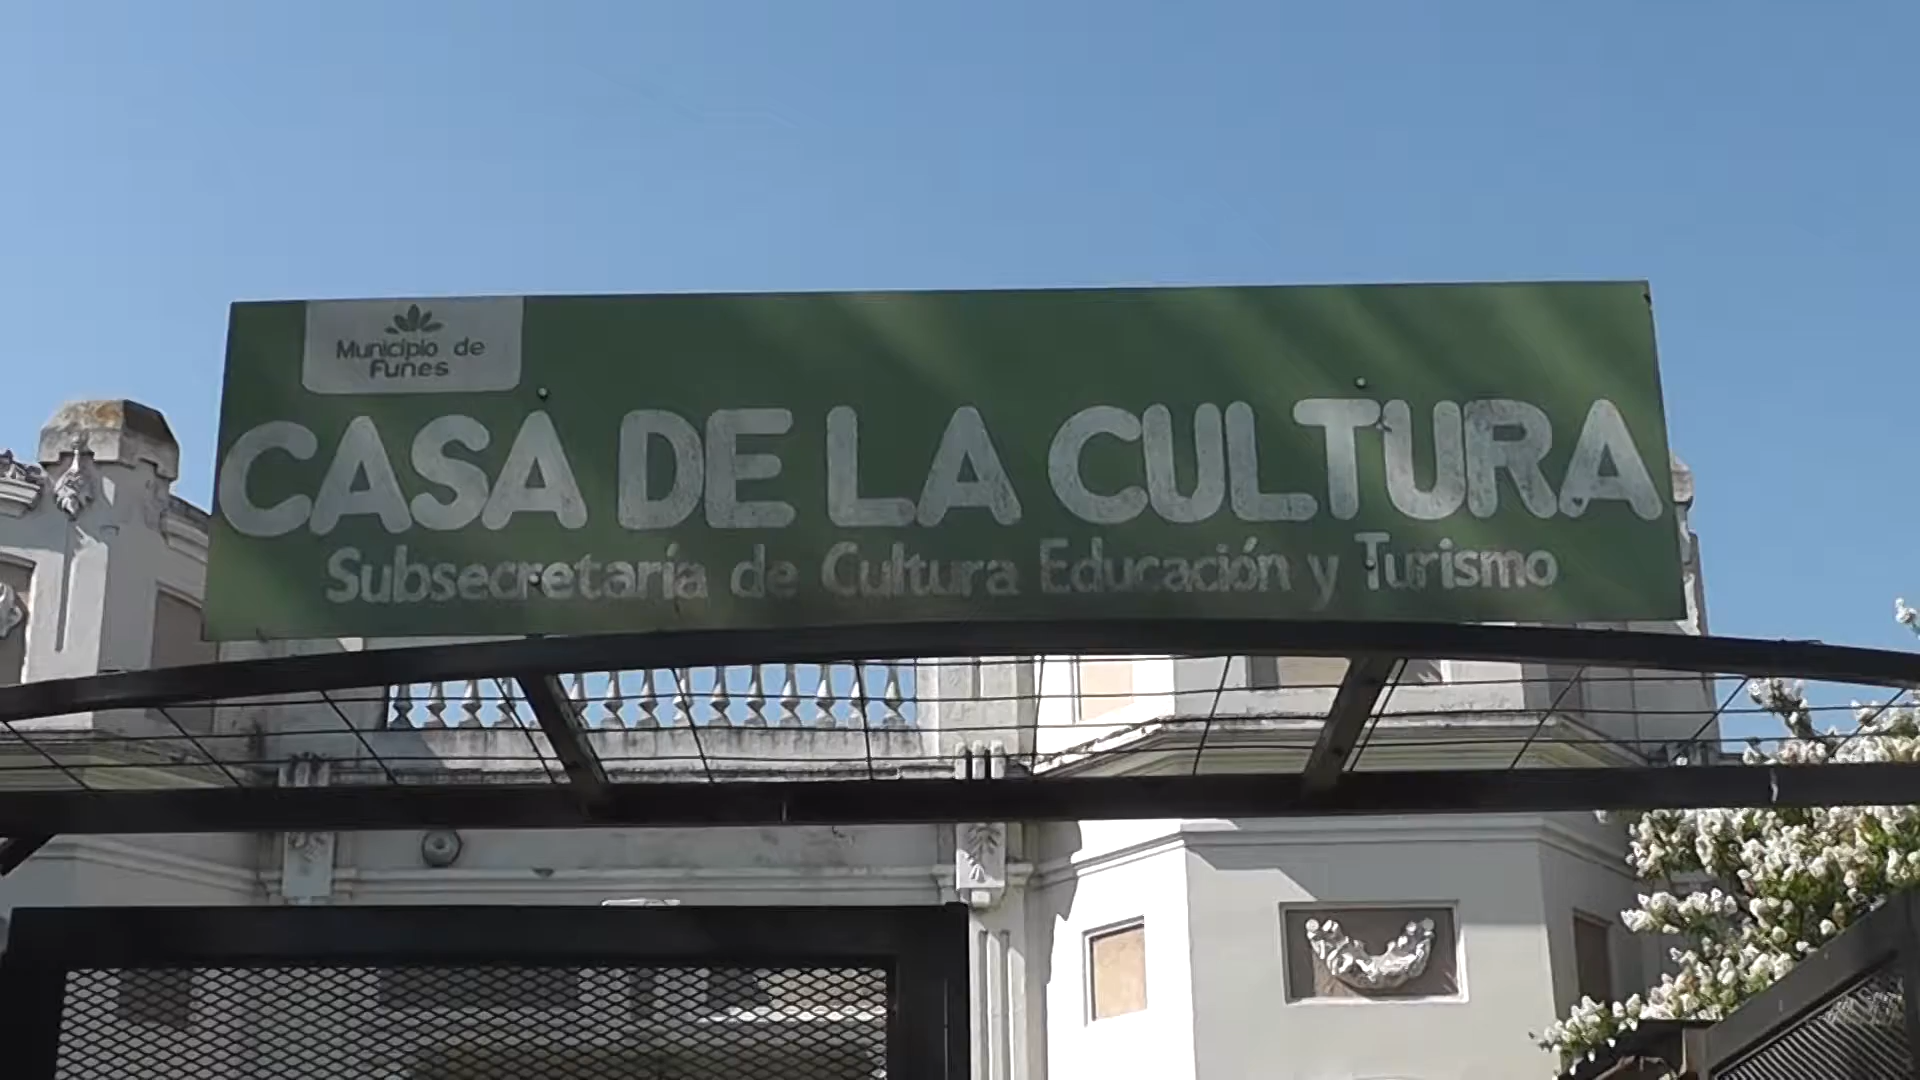 Municipio de
Funes
CASA DE LA CULTURA
Subsecretaría de Cultura Educación y Turismo